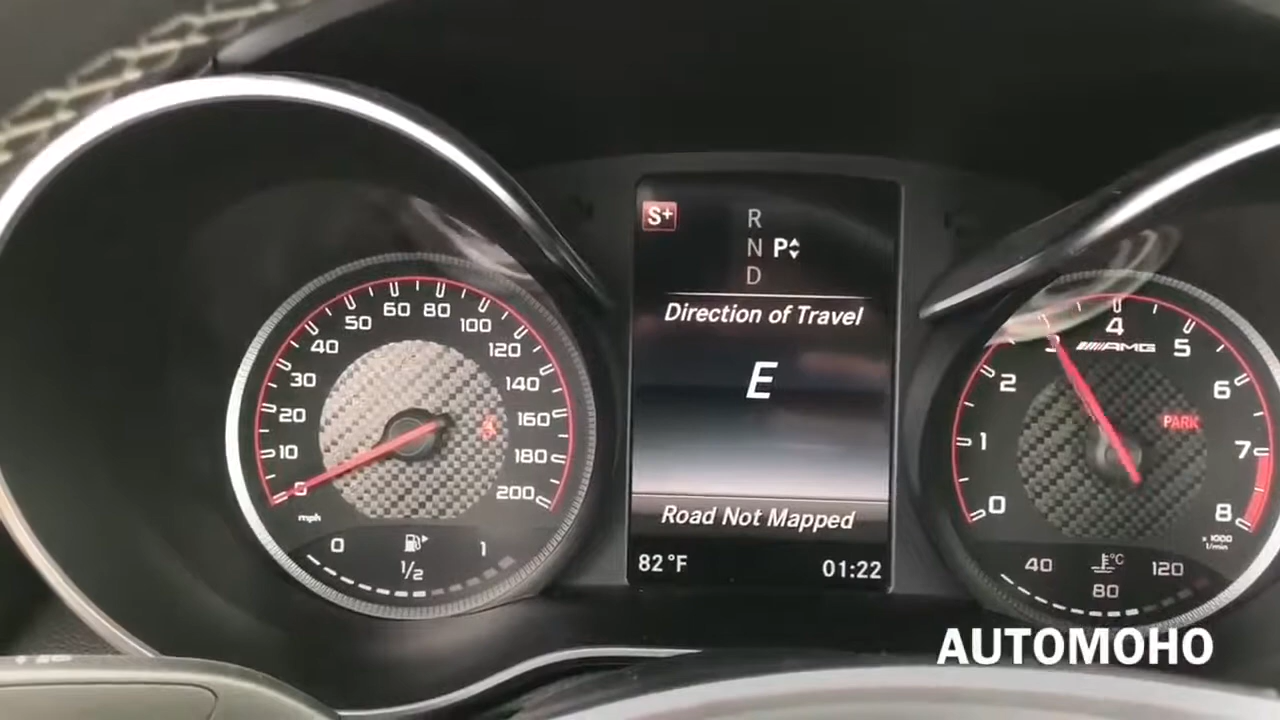 S+
R
N P
D
Direction of Travel
E
Road Not Mapped
82°F 01:22
0
10
20
30
40
50
60
80
100
120
140
160
180
200
mph
0
1/2
1
0
1
2
3
4
5
6
7
8
AMG
PARK
x 1000
1/min
40
80
°C
120
AUTOMOHO